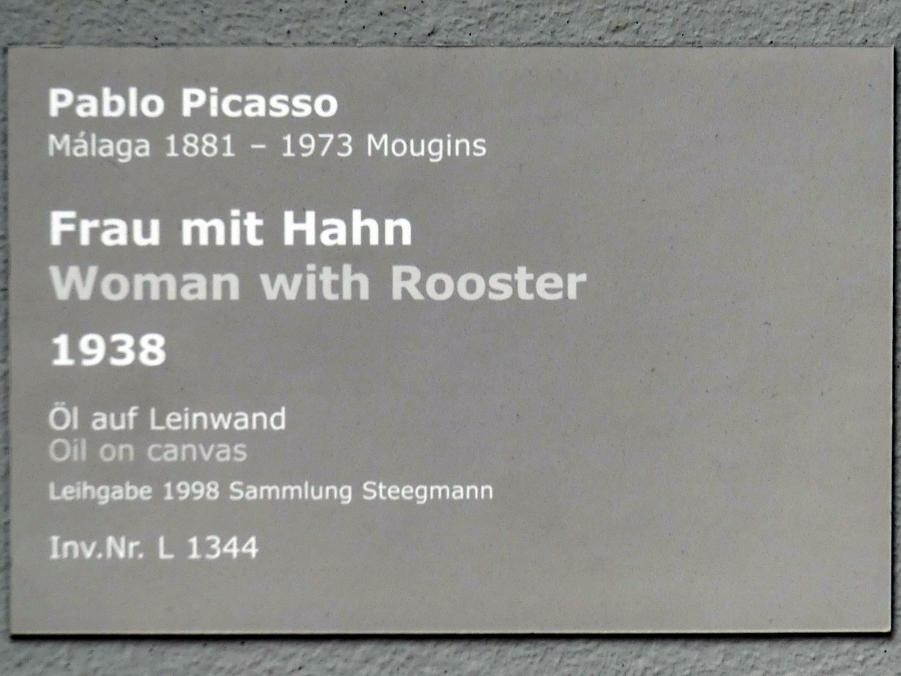 Pablo Picasso
Málaga 1881 – 1973 Mougins
Frau mit Hahn
Woman with Rooster
1938
Öl auf Leinwand
Oil on canvas
Leihgabe 1998 Sammlung Steegmann
Inv.Nr. L 1344